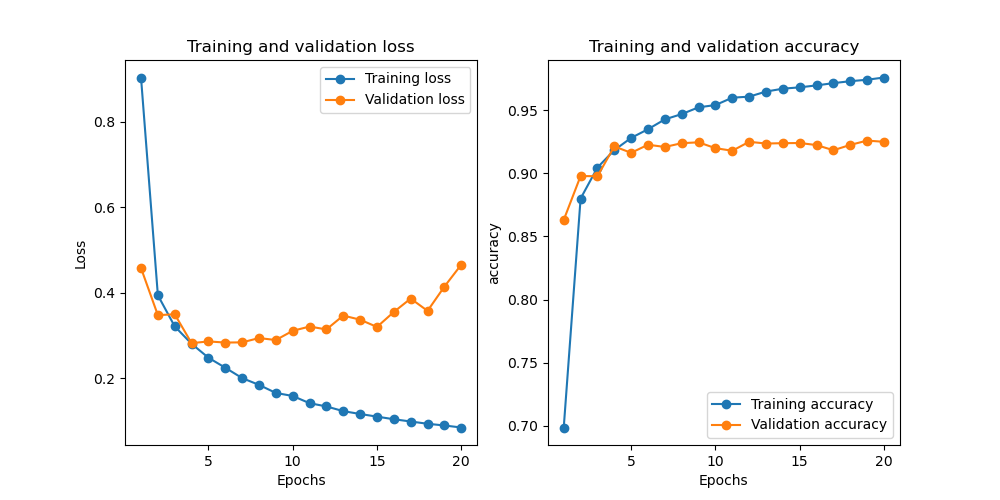 Training and validation loss
Training loss
Validation loss
0.8
0.6
0.4
0.2
Loss
5
10
15
20
Epochs
Training and validation accuracy
0.95
0.90
0.85
0.80
0.75
0.70
accuracy
Training accuracy
Validation accuracy
5
10
15
20
Epochs